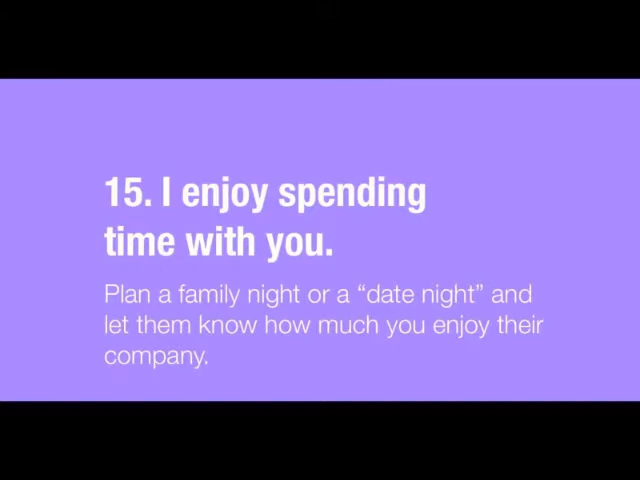 15. I enjoy spending
time with you.
Plan a family night or a “date night” and
let them know how much you enjoy their
company.